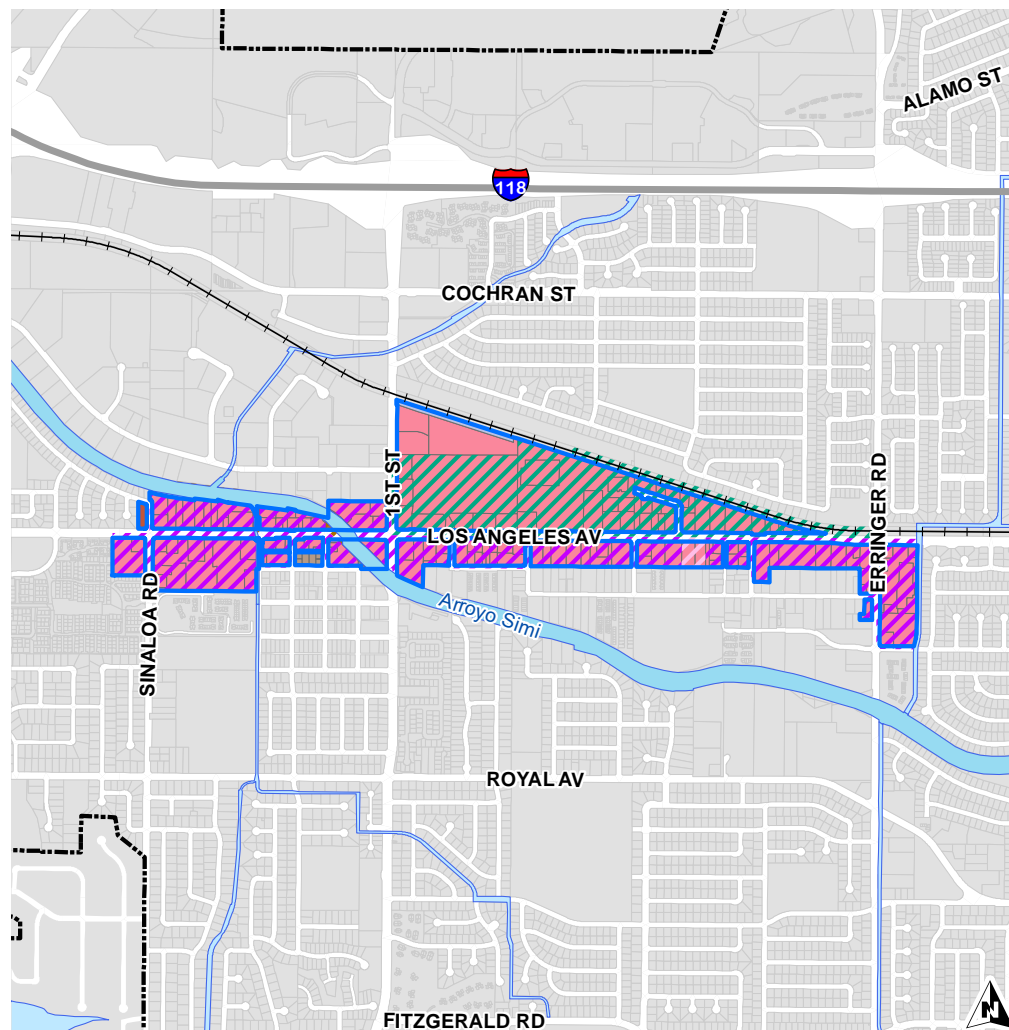 ALAMO ST
118
COCHRAN ST
1ST ST
ERRINGER RD
LOS ANGELES AV
SINALOA RD
Arroyo Simi
ROYAL AV
FITZGERALD RD
N